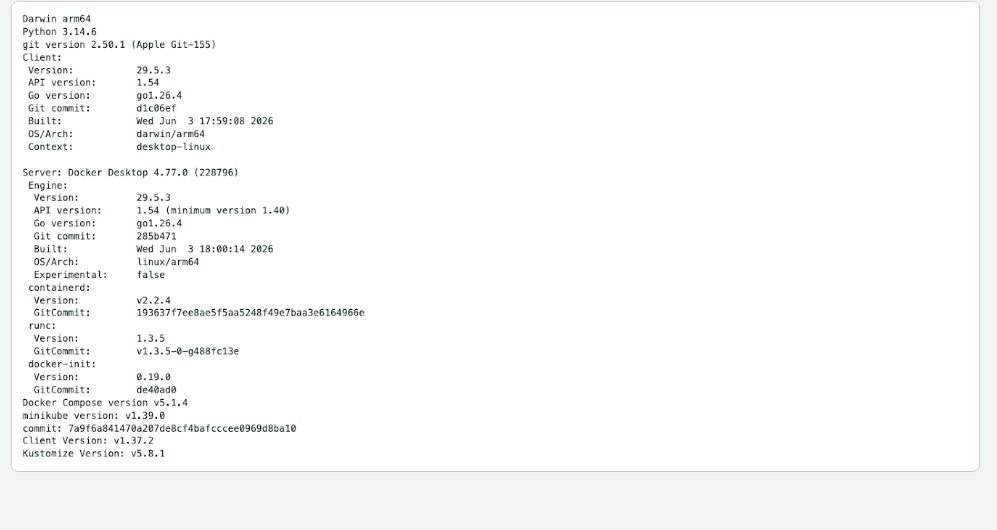 Darwin arm64
Python 3.14.6
git version 2.50.1 (Apple Git-155)
Client:
 Version:           29.5.3
 API version:       1.54
 Go version:        go1.26.4
 Git commit:        d1c06ef
 Built:             Wed Jun  3 17:59:08 2026
 OS/Arch:           darwin/arm64
 Context:           desktop-linux

Server: Docker Desktop 4.77.0 (228796)
 Engine:
  Version:          29.5.3
  API version:      1.54 (minimum version 1.40)
  Go version:       go1.26.4
  Git commit:       285b471
  Built:            Wed Jun  3 18:00:14 2026
  OS/Arch:          linux/arm64
  Experimental:     false
 containerd:
  Version:          v2.2.4
  GitCommit:        193637f7ee8ae5f5aa5248f49e7baa3e6164966e
 runc:
  Version:          1.3.5
  GitCommit:        v1.3.5-0-g488fc13e
 docker-init:
  Version:          0.19.0
  GitCommit:        de40ad0
Docker Compose version v5.1.4
minikube version: v1.39.0
commit: 7a9f6a841470a207de8cf4bafcccee0969d8ba10
Client Version: v1.37.2
Kustomize Version: v5.8.1